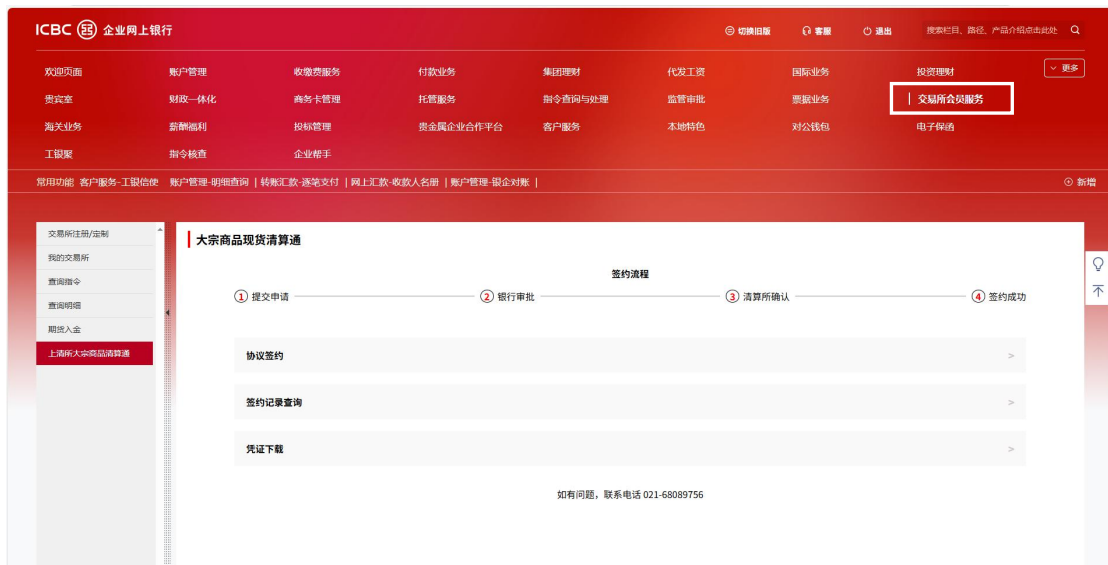 ICBC 企业网上银行
切换旧版 客服 退出 搜索栏目、路径、产品介绍点击此处
欢迎页面 账户管理 收缴费服务 付款业务 集团理财 代发工资 国际业务 投资理财 更多
贵宾室 财政一体化 商务卡管理 托管服务 指令查询与处理 监管审批 票据业务 交易所会员服务
海关业务 薪酬福利 投标管理 贵金属企业合作平台 客户服务 本地特色 对公钱包 电子保函
工银聚 指令核查 企业帮手
常用功能 客户服务-工银信使 账户管理-明细查询 | 转账汇款-逐笔支付 | 网上汇款-收款人名册 | 账户管理-银企对账 | 新增
交易所注册/定制
我的交易所
查询指令
查询明细
期货入金
上清所大宗商品清算通
大宗商品现货清算通
签约流程
1 提交申请 2 银行审批 3 清算所确认 4 签约成功
协议签约 >
签约记录查询 >
凭证下载 >
如有问题，联系电话 021-68089756